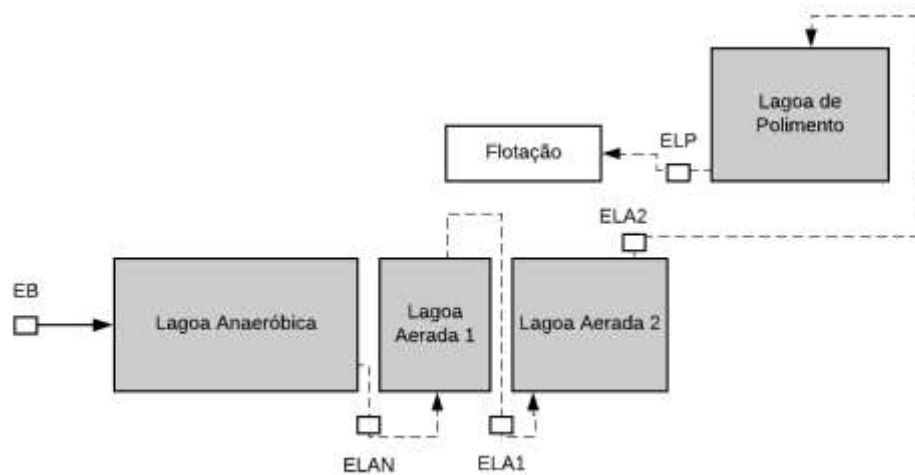 Lagoa de
Polimento
ELP
Flotação
ELA2
EB
Lagoa Anaeróbica
Lagoa
Aerada 1
Lagoa Aerada 2
ELAN
ELA1